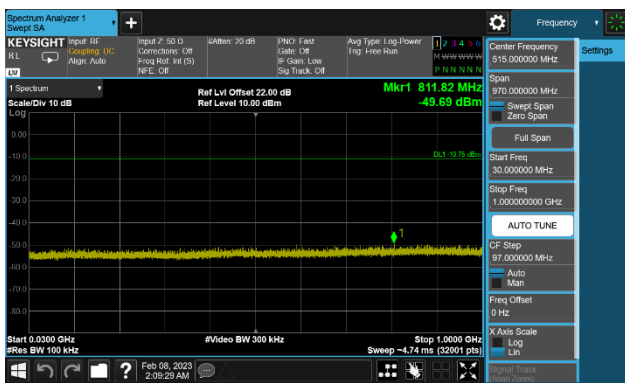 Spectrum Analyzer 1
Swept SA
Frequency
KEYSIGHT
RL
Input: RF
Coupling: DC
Align: Auto
Input Z: 50 Ω
Corrections: Off
Freq Ref: Int (S)
NFE: Off
#Atten: 20 dB
PNO: Fast
Gate: Off
IF Gain: Low
Sig Track: Off
Avg Type: Log-Power
Trig: Free Run
1 2 3 4 5 6
M W W W W W
P N N N N N
LXI
1 Spectrum
Scale/Div 10 dB
Log
Ref Lvl Offset 22.00 dB
Ref Level 10.00 dBm
Mkr1 811.82 MHz
-49.69 dBm
0.00
-10.0
-20.0
-30.0
-40.0
-50.0
-60.0
-70.0
-80.0
DL1 -10.76 dBm
1
Start 0.0300 GHz
#Res BW 100 kHz
#Video BW 300 kHz
Stop 1.0000 GHz
Sweep ~4.74 ms (32001 pts)
Feb 08, 2023
2:09:29 AM
Center Frequency
515.000000 MHz
Settings
Span
970.000000 MHz
Swept Span
Zero Span
Full Span
Start Freq
30.000000 MHz
Stop Freq
1.000000000 GHz
AUTO TUNE
CF Step
97.000000 MHz
Auto
Man
Freq Offset
0 Hz
X Axis Scale
Log
Lin
Signal Track
(Span Zoom)